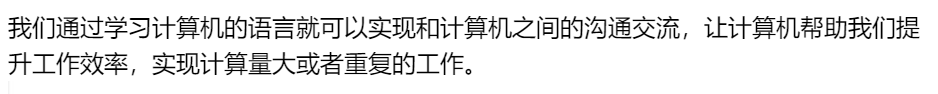 我们通过学习计算机的语言就可以实现和计算机之间的沟通交流，让计算机帮助我们提
升工作效率，实现计算量大或者重复的工作。